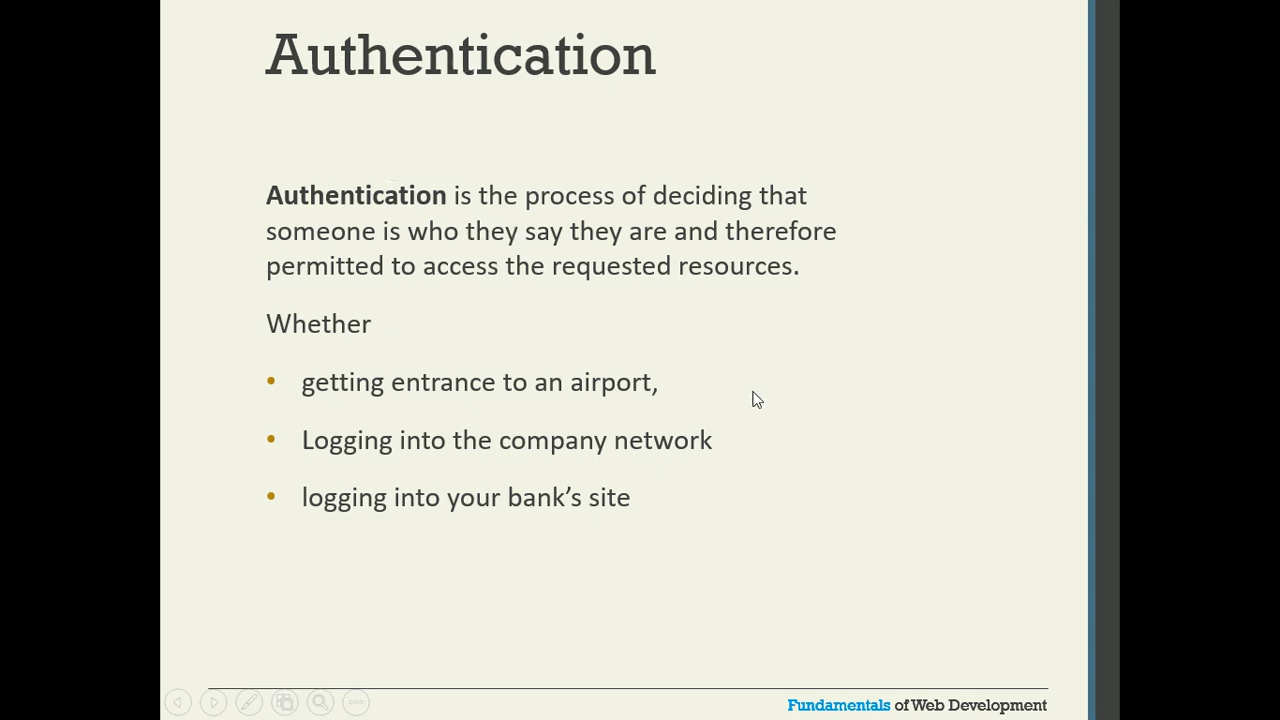 Authentication
Authentication is the process of deciding that
someone is who they say they are and therefore
permitted to access the requested resources.
Whether
• getting entrance to an airport,
• Logging into the company network
• logging into your bank’s site
Fundamentals of Web Development